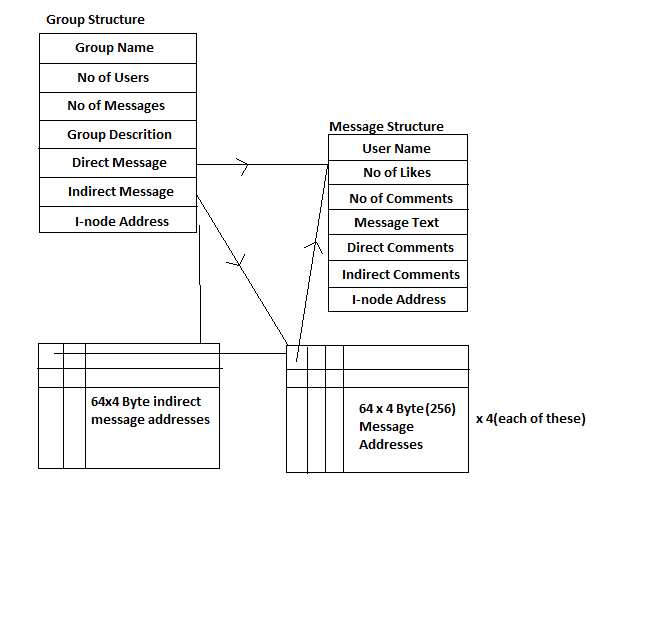 Group Structure
Group Name
No of Users
No of Messages
Group Descrition
Direct Message
Indirect Message
I-node Address
Message Structure
User Name
No of Likes
No of Comments
Message Text
Direct Comments
Indirect Comments
I-node Address
64x4 Byte indirect
message addresses
64 x 4 Byte(256)
Message
Addresses
x 4(each of these)